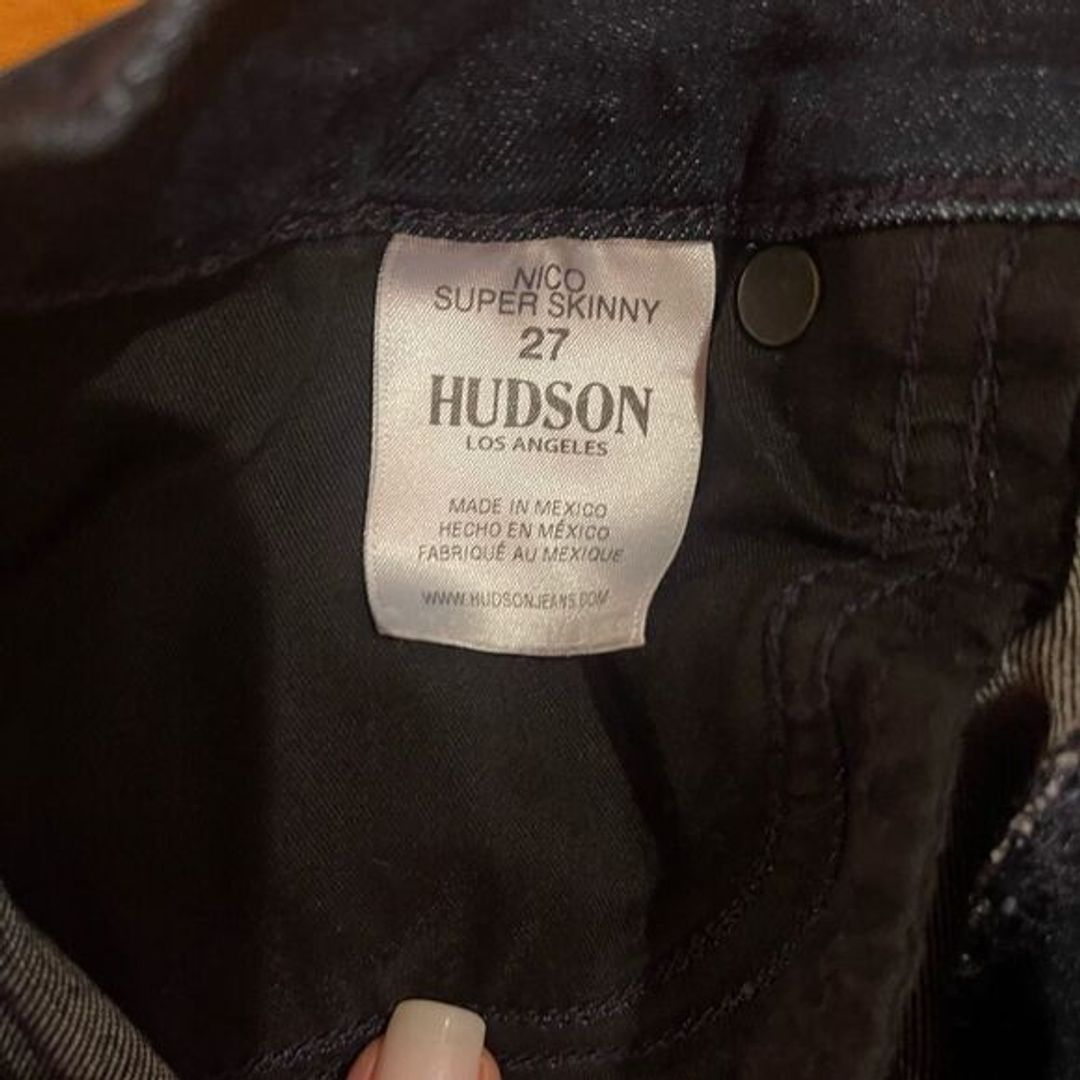 NICO
SUPER SKINNY
27
HUDSON
LOS ANGELES
MADE IN MEXICO
HECHO EN MÉXICO
FABRIQUÉ AU MEXIQUE
WWW.HUDSONJEANS.COM